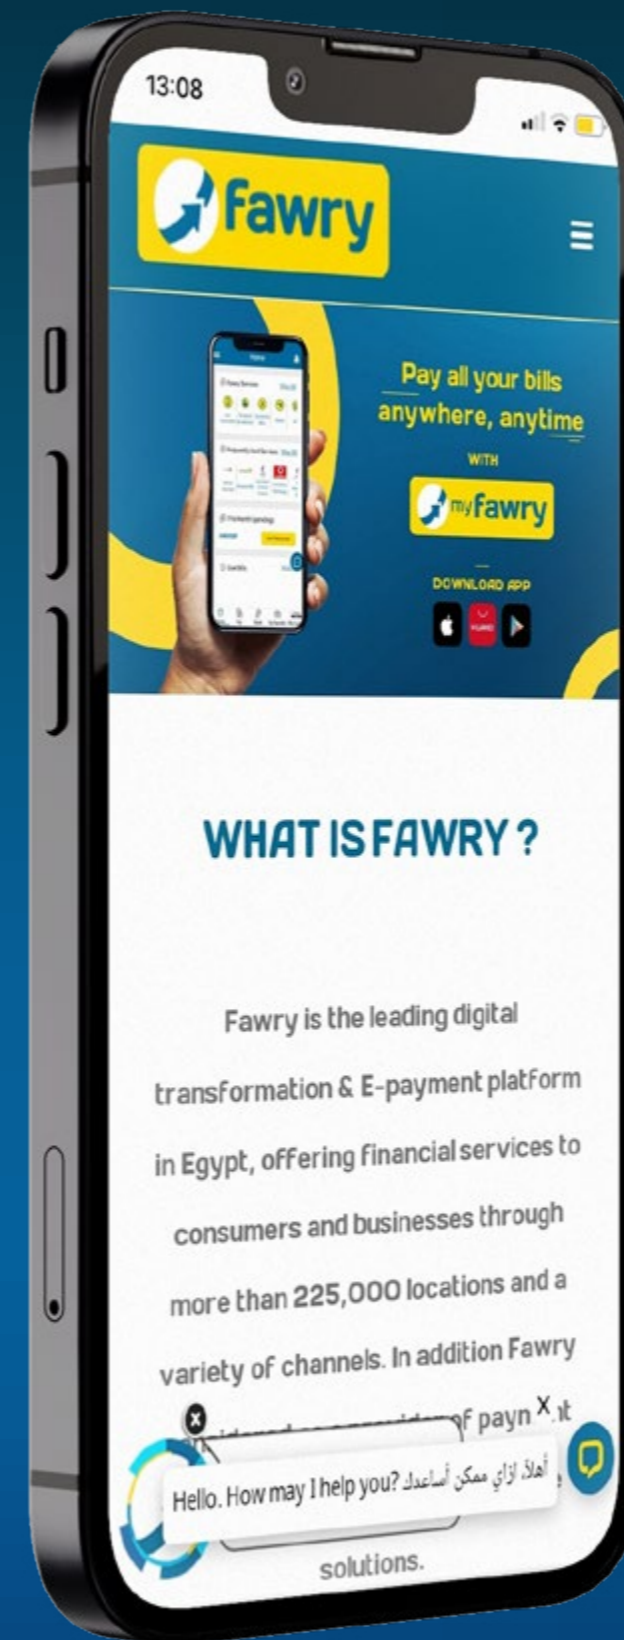 13:08
fawry
Pay all your bills
anywhere, anytime
WITH
myfawry
DOWNLOAD APP
HUAWEI
WHAT IS FAWRY ?
Fawry is the leading digital
transformation & E-payment platform
in Egypt, offering financial services to
consumers and businesses through
more than 225,000 locations and a
variety of channels. In addition Fawry
of
X
Hello. How may I help you? أهلاً، ازاي ممكن أساعدك
solutions.